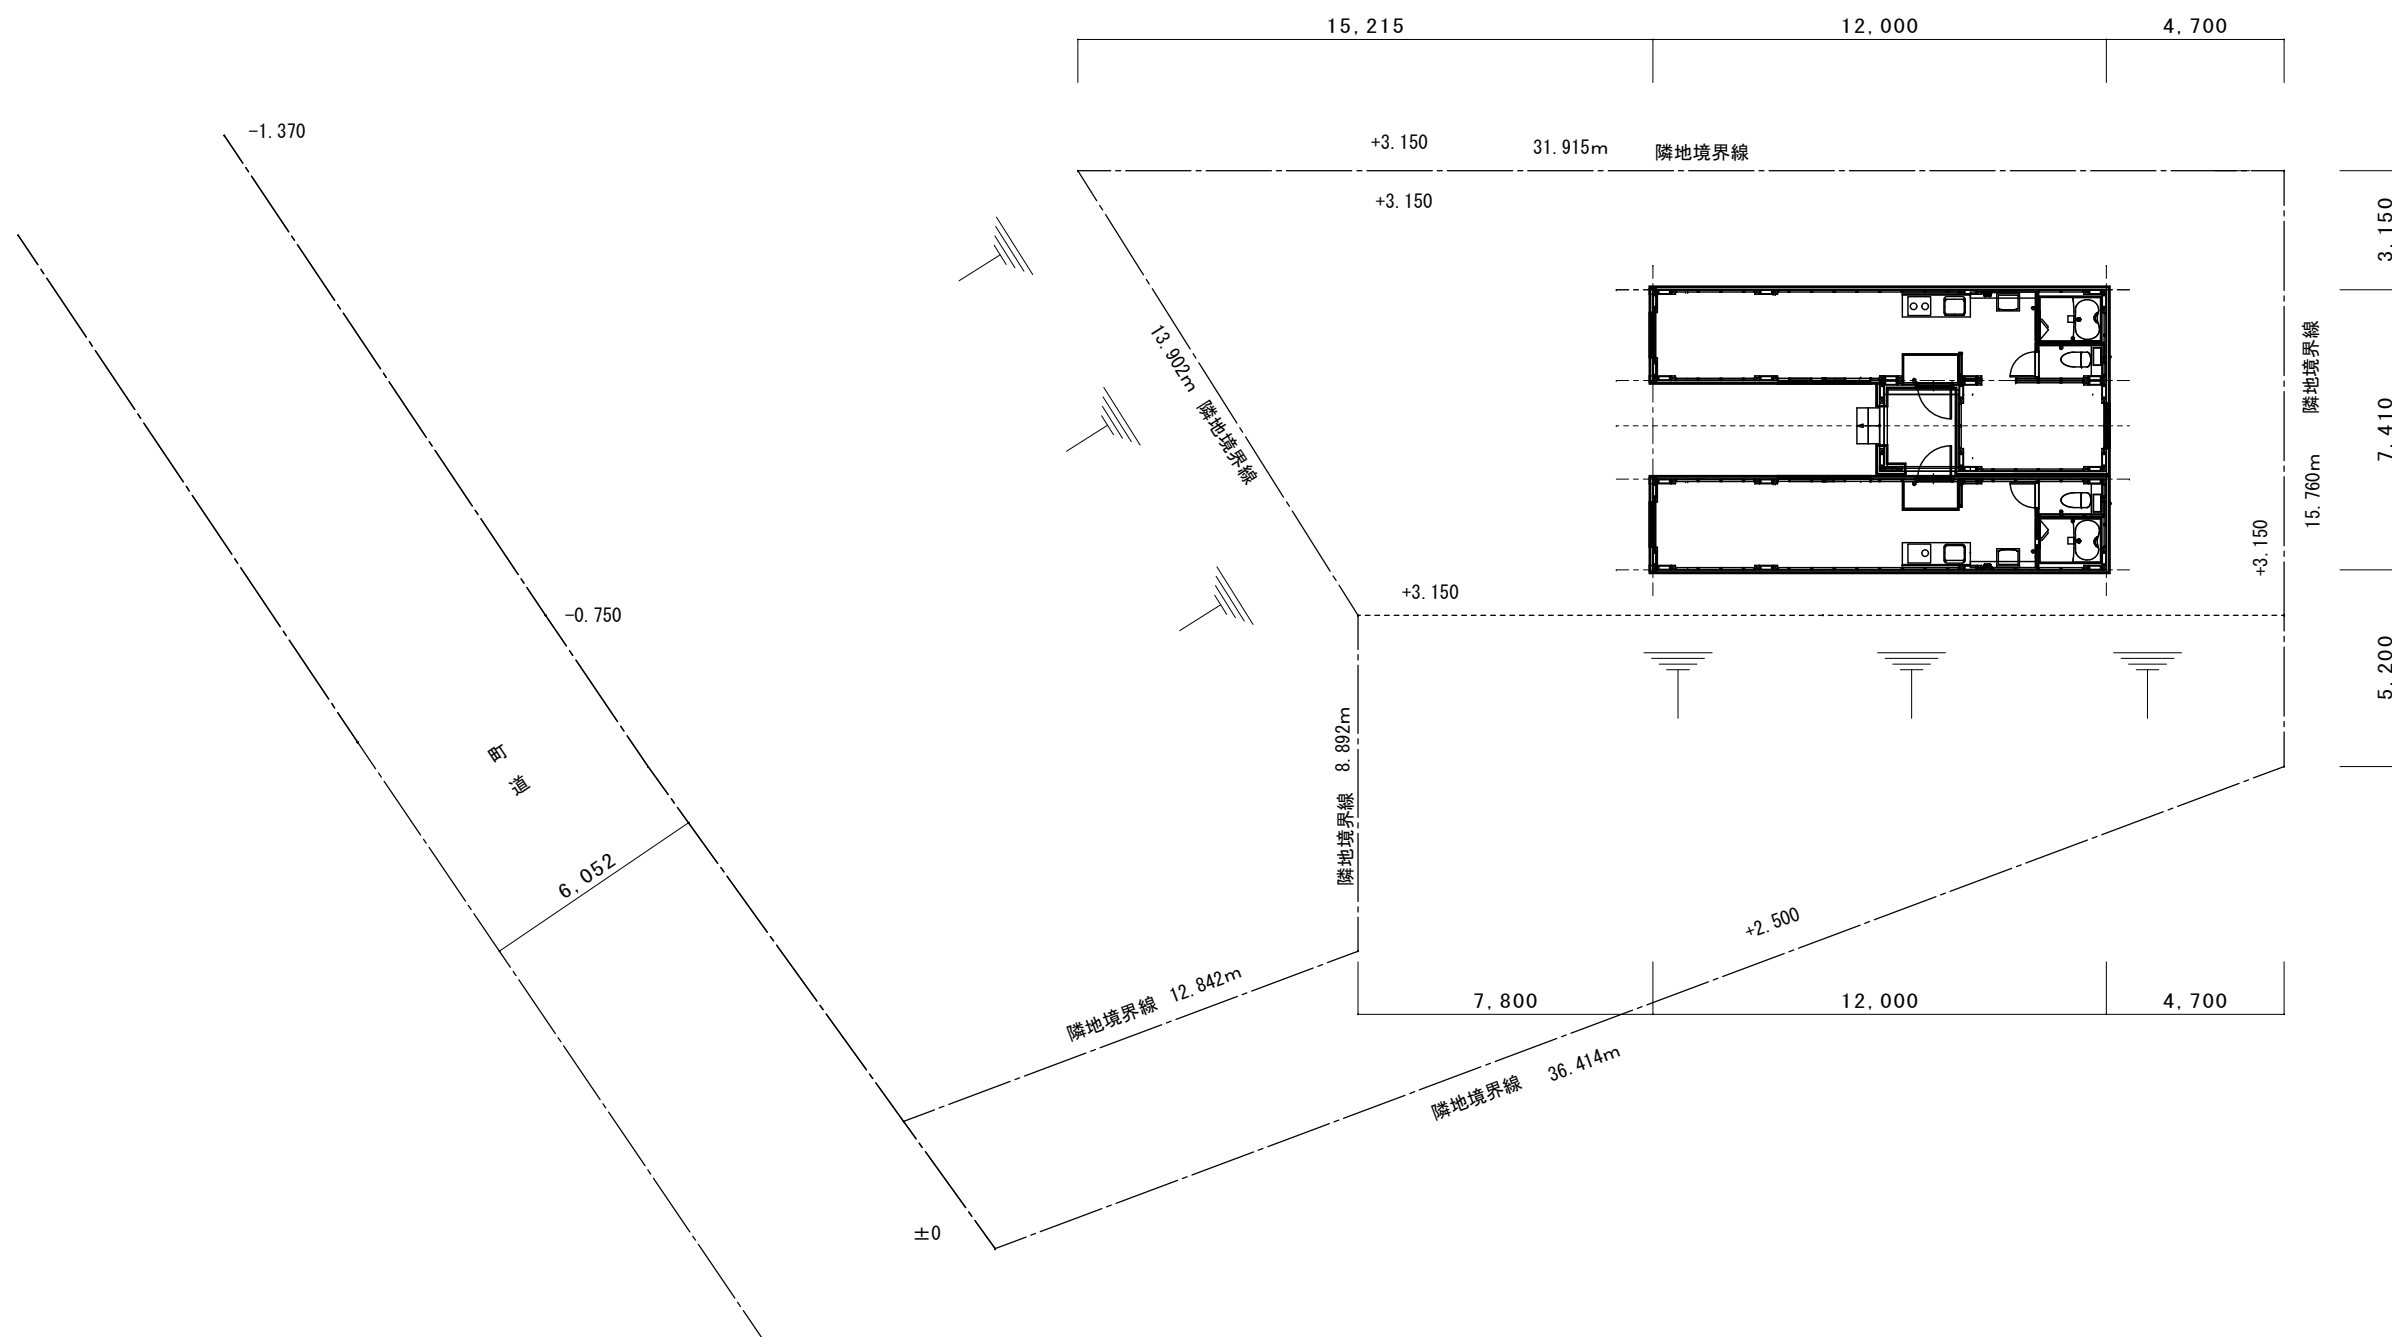 15,215
12,000
4,700
-1.370
+3.150
31.915m 隣地境界線
+3.150
3,150
13.902m 隣地境界線
隣地境界線
15.760m
7,410
+3.150
+3.150
-0.750
5,200
町道
隣地境界線 8.892m
6,052
+2.500
隣地境界線 12.842m
7,800
12,000
4,700
隣地境界線 36.414m
±0